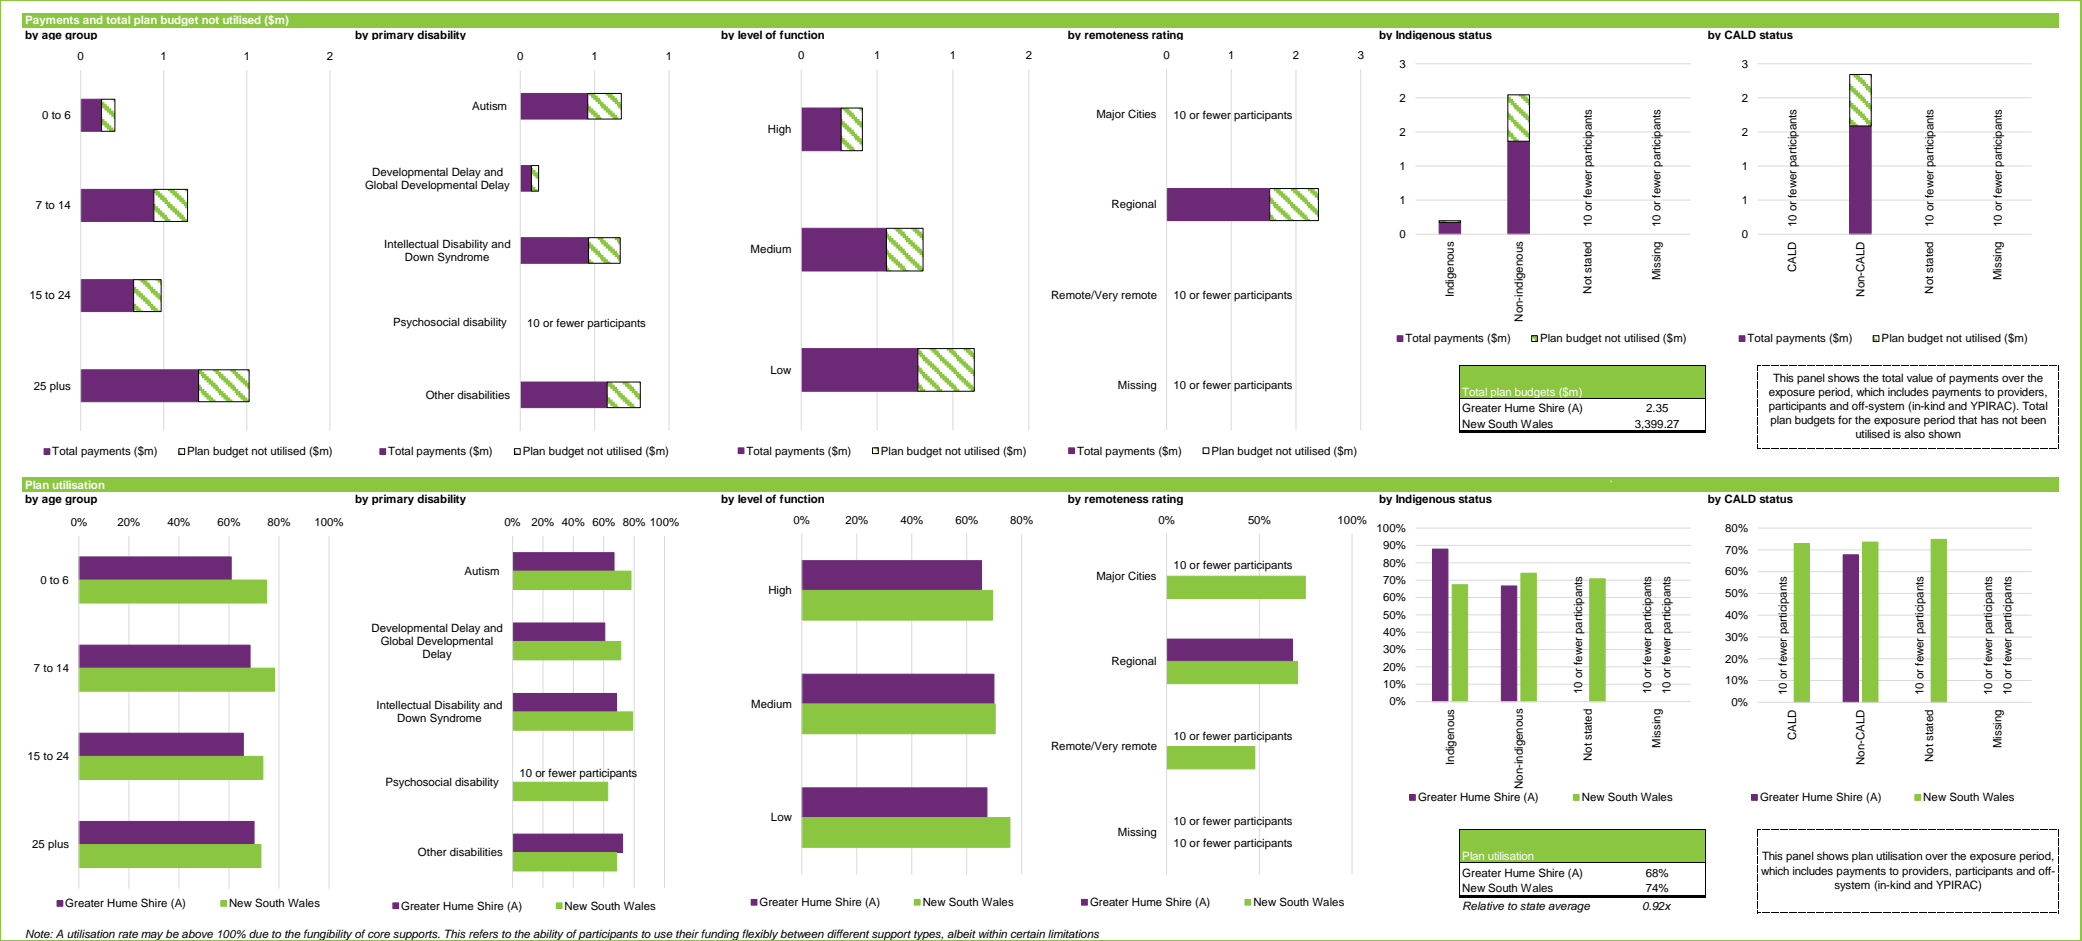 Payments and total plan budget not utilised ($m)
by age group
0 1 1 2
0 to 6
7 to 14
15 to 24
25 plus
Total payments ($m) Plan budget not utilised ($m)
by primary disability
0 1 1
Autism
Developmental Delay and
Global Developmental Delay
Intellectual Disability and
Down Syndrome
Psychosocial disability 10 or fewer participants
Other disabilities
Total payments ($m) Plan budget not utilised ($m)
by level of function
0 1 1 2
High
Medium
Low
Total payments ($m) Plan budget not utilised ($m)
by remoteness rating
0 1 2 3
Major Cities 10 or fewer participants
Regional
Remote/Very remote 10 or fewer participants
Missing 10 or fewer participants
Total payments ($m) Plan budget not utilised ($m)
by Indigenous status
3
2
2
1
1
0
10 or fewer participants
10 or fewer participants
Indigenous
Non-indigenous
Not stated
Missing
Total payments ($m) Plan budget not utilised ($m)
by CALD status
3
2
2
1
1
0
10 or fewer participants
10 or fewer participants
10 or fewer participants
CALD
Non-CALD
Not stated
Missing
Total payments ($m) Plan budget not utilised ($m)
Total plan budgets ($m)
Greater Hume Shire (A) 2.35
New South Wales 3,399.27
This panel shows the total value of payments over the
exposure period, which includes payments to providers,
participants and off-system (in-kind and YPIRAC). Total
plan budgets for the exposure period that has not been
utilised is also shown
Plan utilisation
by age group
0% 20% 40% 60% 80% 100%
0 to 6
7 to 14
15 to 24
25 plus
Greater Hume Shire (A) New South Wales
by primary disability
0% 20% 40% 60% 80% 100%
Autism
Developmental Delay and
Global Developmental
Delay
Intellectual Disability and
Down Syndrome
Psychosocial disability
10 or fewer participants
Other disabilities
Greater Hume Shire (A) New South Wales
by level of function
0% 20% 40% 60% 80%
High
Medium
Low
Greater Hume Shire (A) New South Wales
by remoteness rating
0% 50% 100%
Major Cities
10 or fewer participants
Regional
Remote/Very remote
10 or fewer participants
Missing
10 or fewer participants
10 or fewer participants
Greater Hume Shire (A) New South Wales
by Indigenous status
100%
90%
80%
70%
60%
50%
40%
30%
20%
10%
0%
10 or fewer participants
10 or fewer participants
10 or fewer participants
Indigenous
Non-indigenous
Not stated
Missing
Greater Hume Shire (A) New South Wales
by CALD status
80%
70%
60%
50%
40%
30%
20%
10%
0%
10 or fewer participants
10 or fewer participants
10 or fewer participants
10 or fewer participants
CALD
Non-CALD
Not stated
Missing
Greater Hume Shire (A) New South Wales
Plan utilisation
Greater Hume Shire (A) 68%
New South Wales 74%
Relative to state average 0.92x
This panel shows plan utilisation over the exposure period,
which includes payments to providers, participants and off-
system (in-kind and YPIRAC)
Note: A utilisation rate may be above 100% due to the fungibility of core supports. This refers to the ability of participants to use their funding flexibly between different support types, albeit within certain limitations